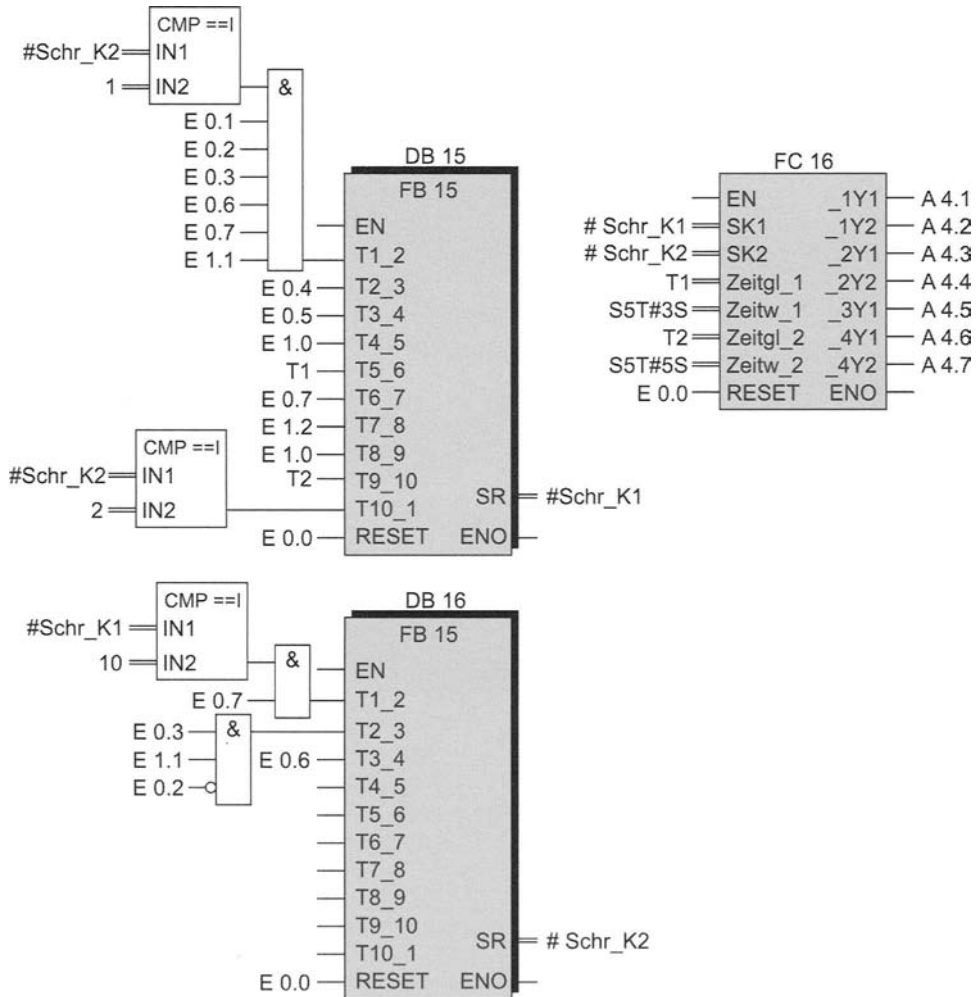 CMP ==I
#Schr_K2 IN1
1 IN2
&
E 0.1
E 0.2
E 0.3
E 0.6
E 0.7
E 1.1
DB 15
FB 15
EN
T1_2
E 0.4 T2_3
E 0.5 T3_4
E 1.0 T4_5
T1 T5_6
E 0.7 T6_7
E 1.2 T7_8
E 1.0 T8_9
T2 T9_10
CMP ==I
#Schr_K2 IN1
2 IN2
T10_1
SR #Schr_K1
E 0.0 RESET ENO
FC 16
EN _1Y1 A 4.1
# Schr_K1 SK1 _1Y2 A 4.2
# Schr_K2 SK2 _2Y1 A 4.3
T1 Zeitgl_1 _2Y2 A 4.4
S5T#3S Zeitw_1 _3Y1 A 4.5
T2 Zeitgl_2 _4Y1 A 4.6
S5T#5S Zeitw_2 _4Y2 A 4.7
E 0.0 RESET ENO
CMP ==I
#Schr_K1 IN1
10 IN2
&
E 0.7
DB 16
FB 15
EN
T1_2
E 0.3 & T2_3
E 1.1
E 0.2
E 0.6 T3_4
T4_5
T5_6
T6_7
T7_8
T8_9
T9_10
T10_1
SR # Schr_K2
E 0.0 RESET ENO